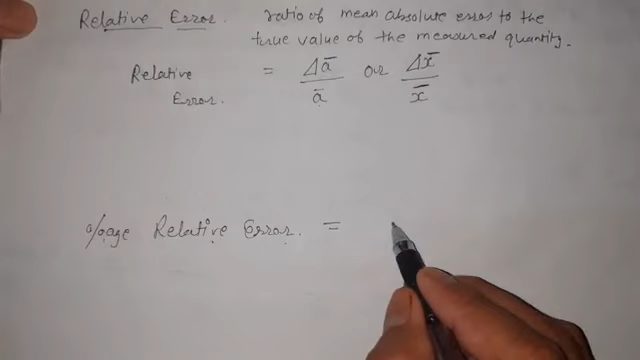 Relative Error. ratio of mean absolute error to the
true value of the measured quantity.
Relative Error. = Δā/ā or Δx̄/x̄
%age Relative Error. =